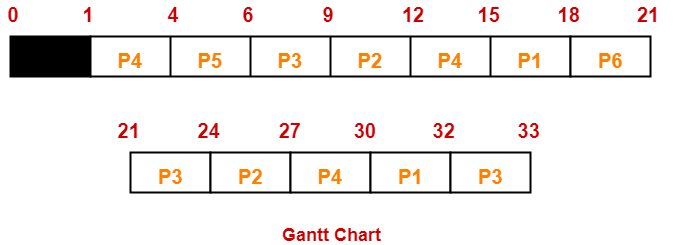 0 1 4 6 9 12 15 18 21
P4 P5 P3 P2 P4 P1 P6
21 24 27 30 32 33
P3 P2 P4 P1 P3
Gantt Chart